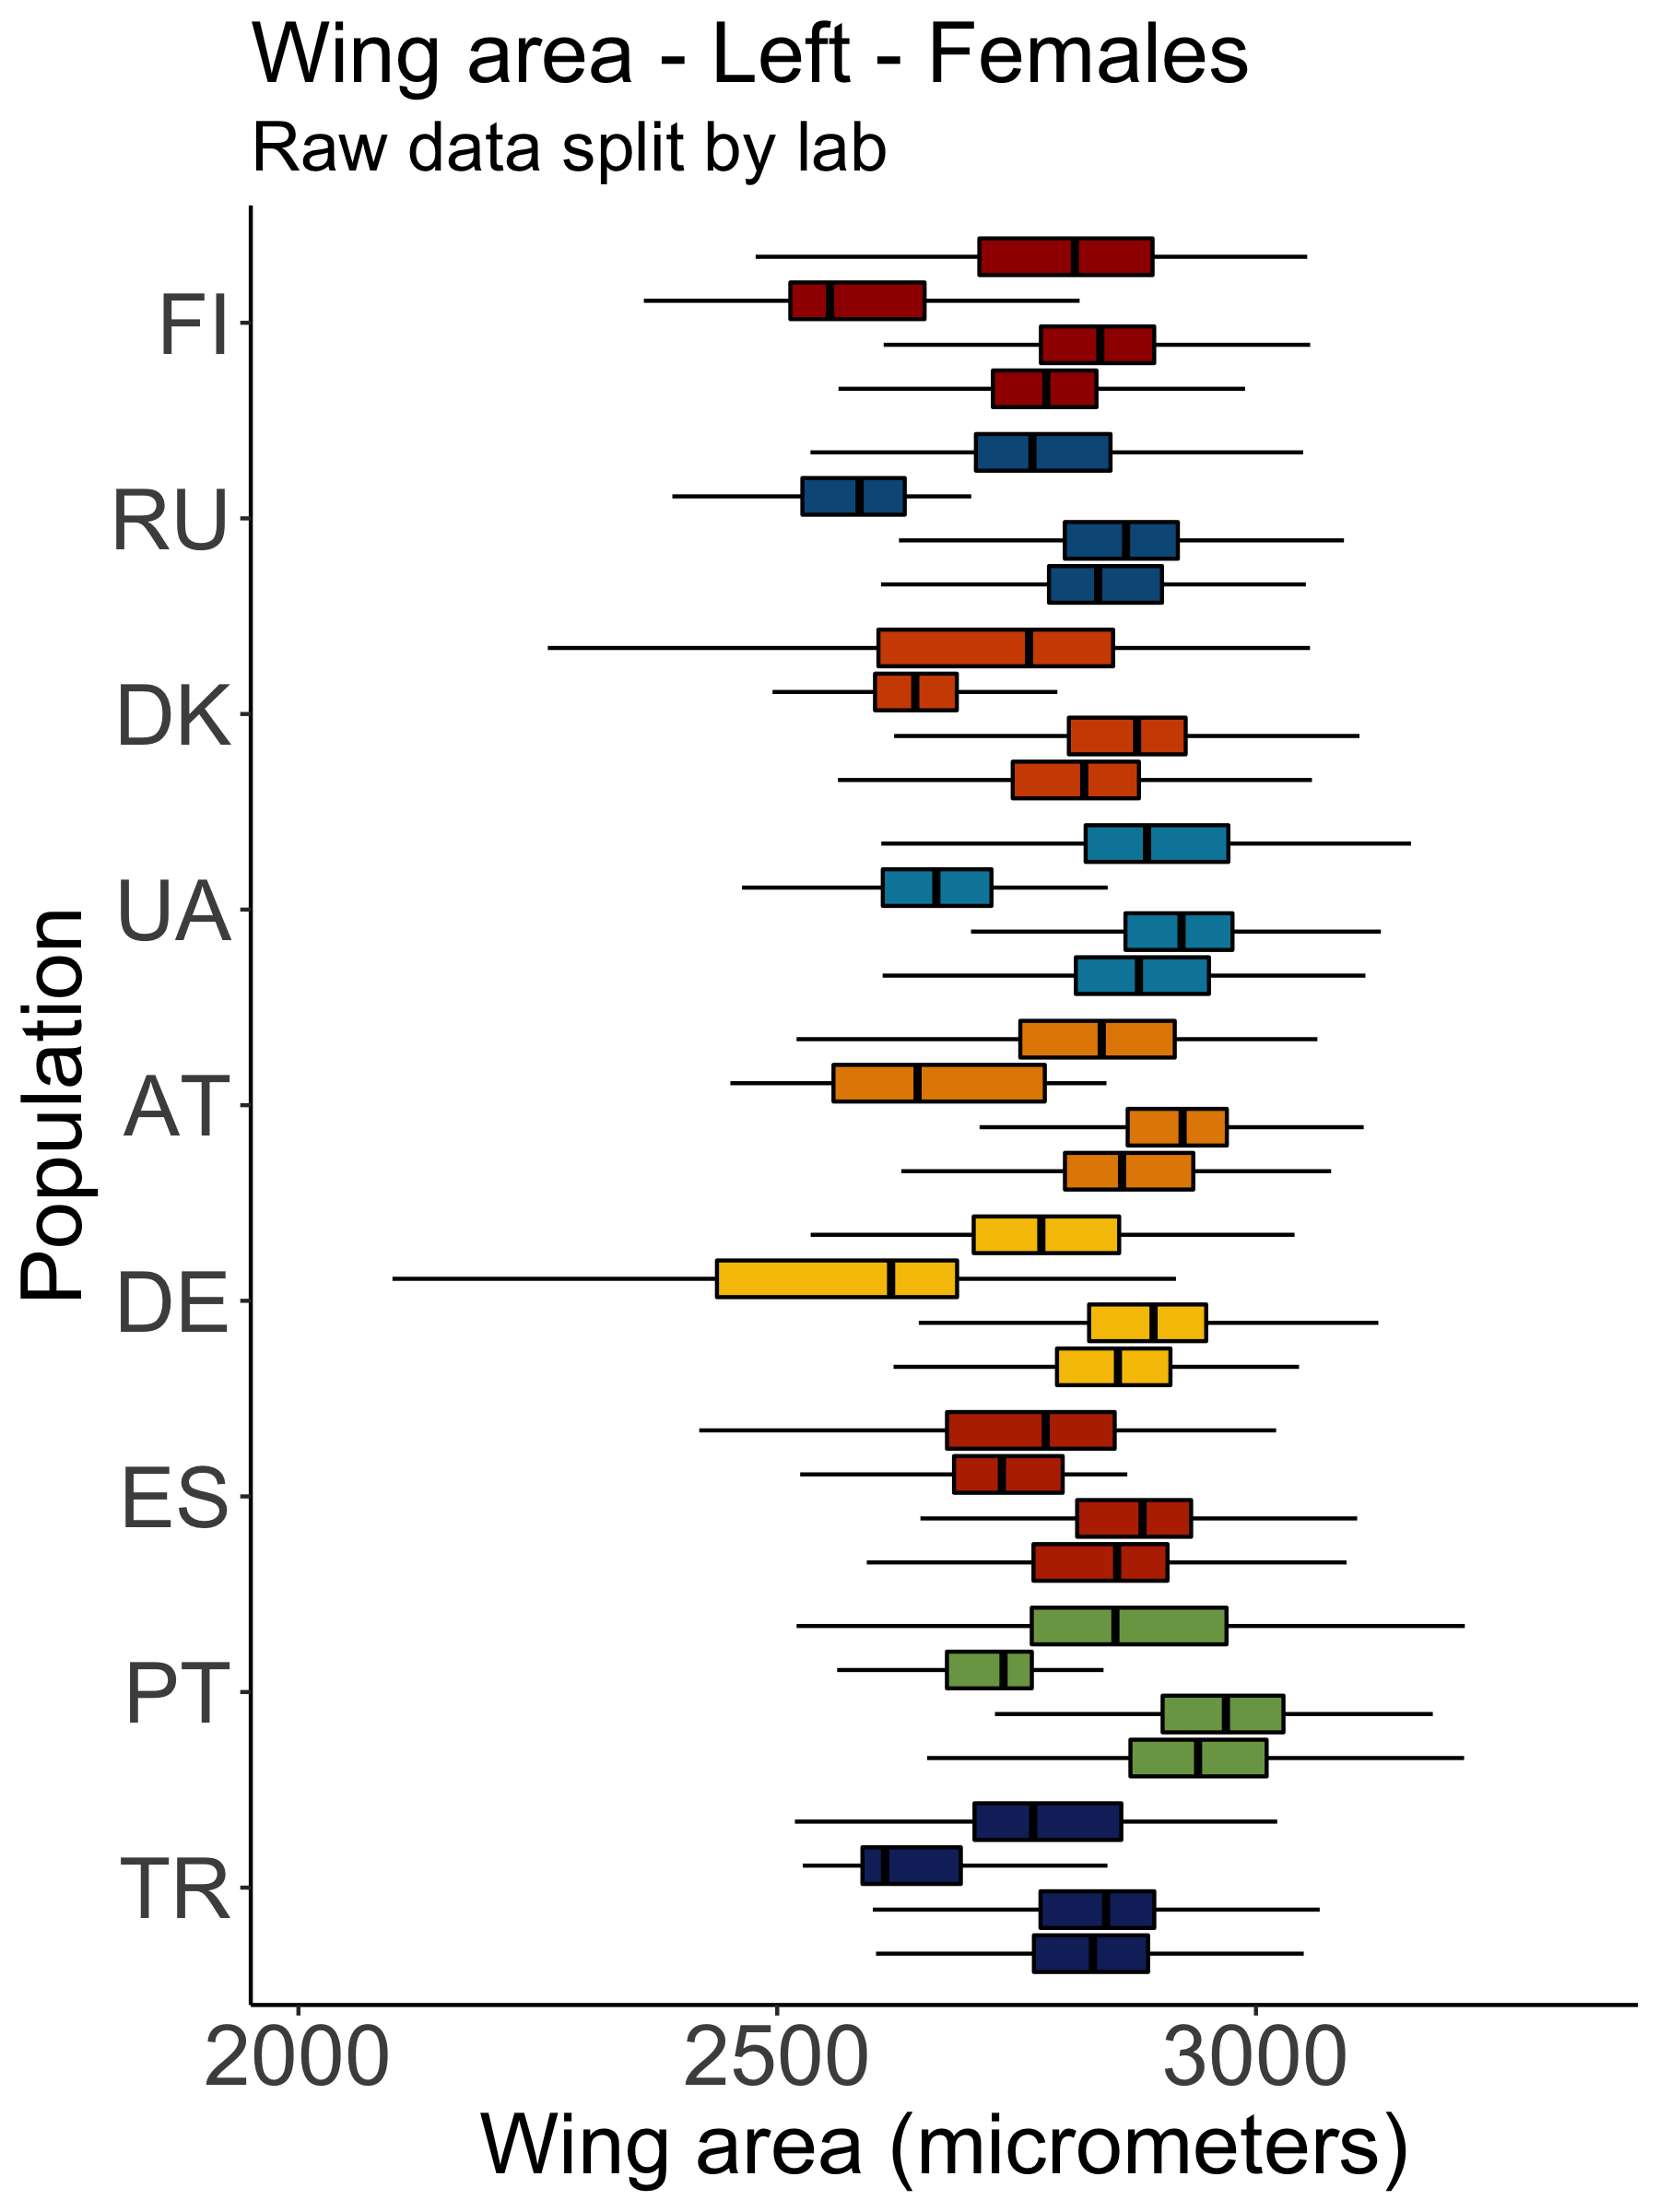 Wing area - Left - Females
Raw data split by lab
Population
FI
RU
DK
UA
AT
DE
ES
PT
TR
2000 2500 3000
Wing area (micrometers)